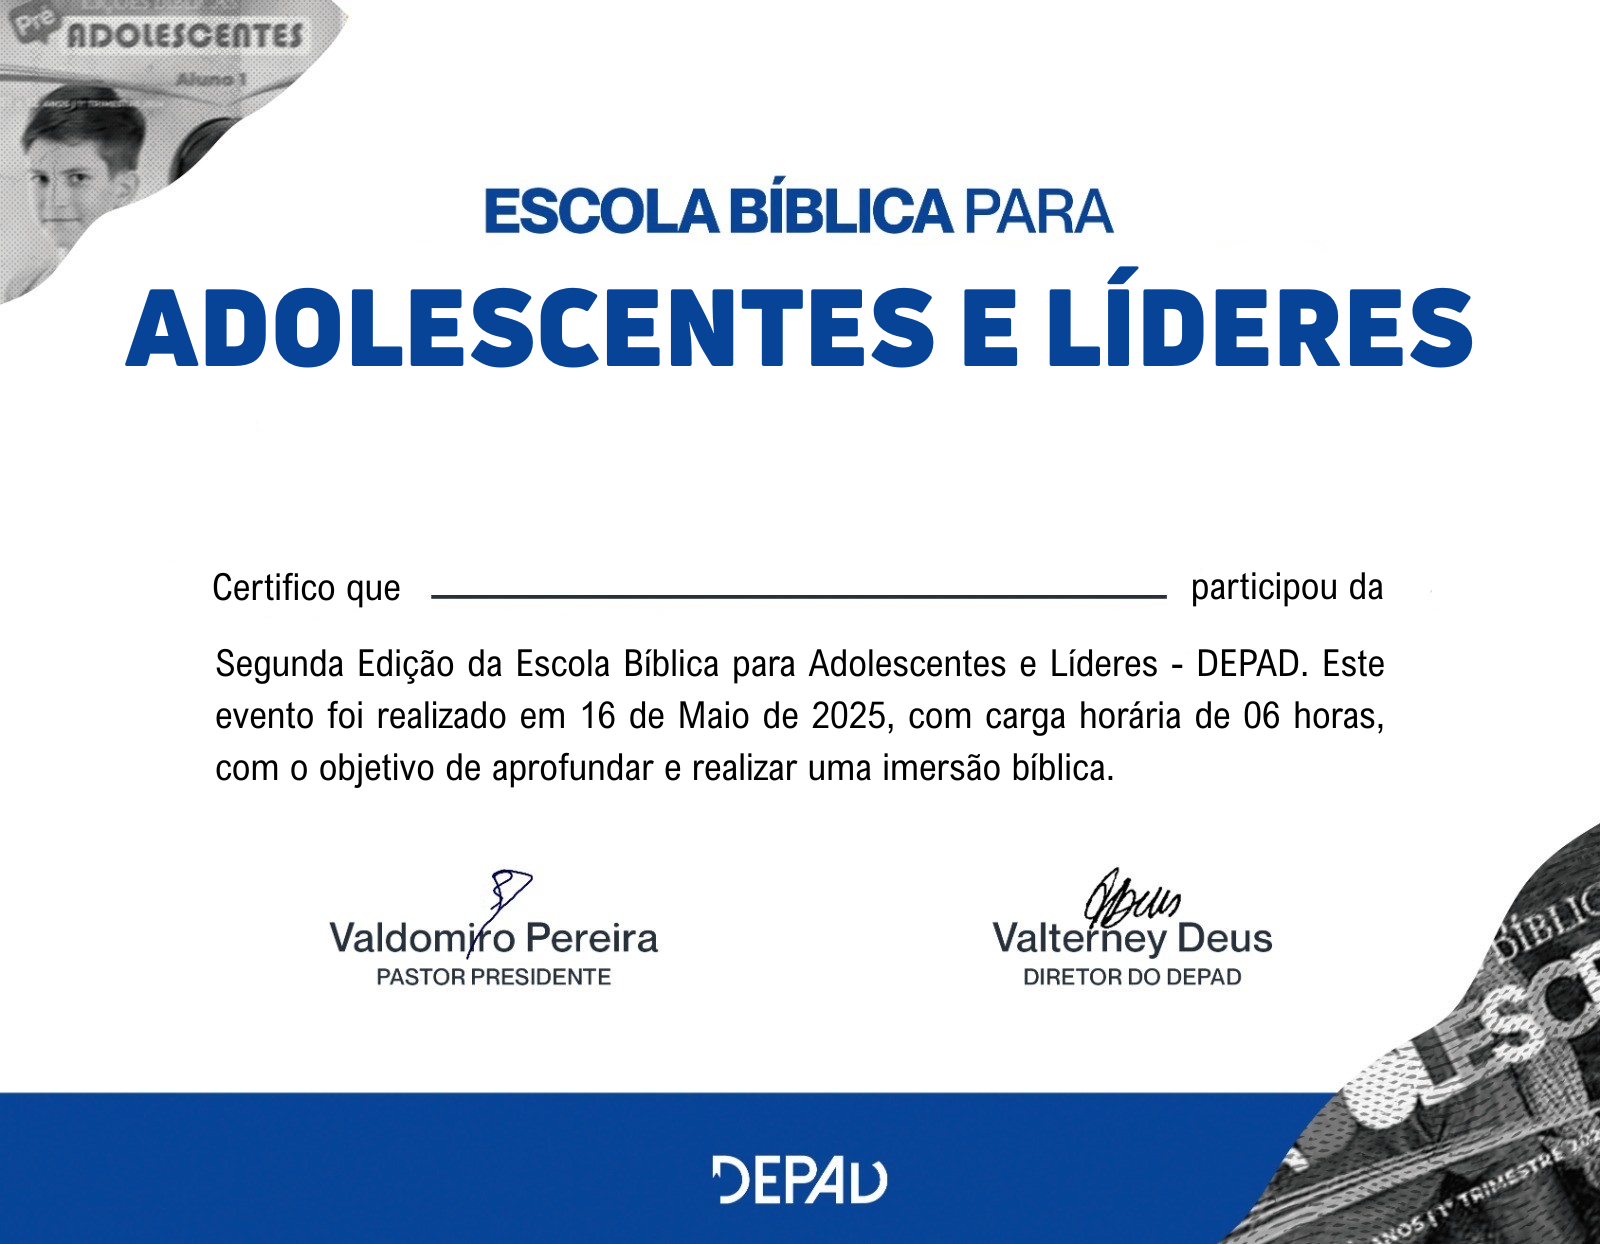 Pré
ADOLESCENTES
Aluno 1
ESCOLA BÍBLICA PARA
ADOLESCENTES E LÍDERES
Certifico que participou da
Segunda Edição da Escola Bíblica para Adolescentes e Líderes - DEPAD. Este
evento foi realizado em 16 de Maio de 2025, com carga horária de 06 horas,
com o objetivo de aprofundar e realizar uma imersão bíblica.
Valdomiro Pereira
PASTOR PRESIDENTE
Valterney Deus
DIRETOR DO DEPAD
DEPAD